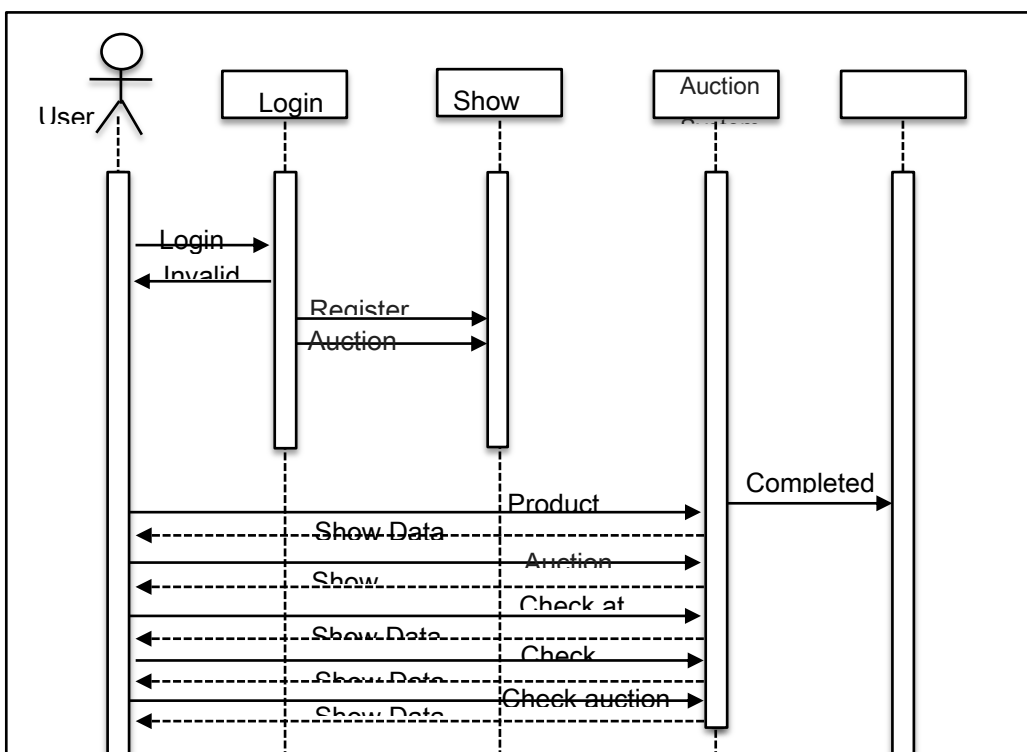 User
Login
Show
Auction
System
Login
Invalid
Register
Auction
Completed
Product
Show Data
Auction
Show
Check at
Show Data
Check
Show Data
Check auction
Show Data